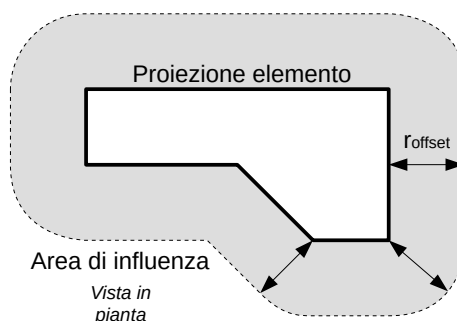 Proiezione elemento
roffset
Area di influenza
Vista in
pianta